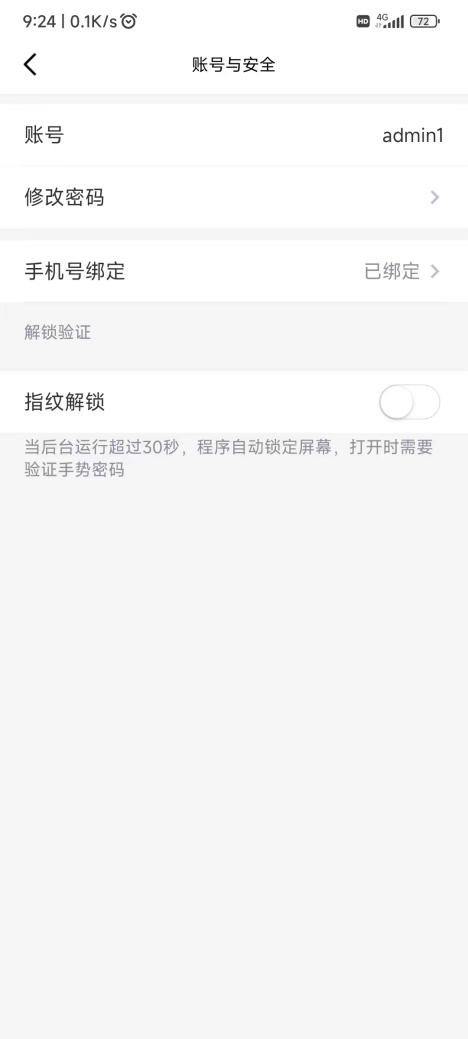 9:24 | 0.1K/s HD 4G 72
账号与安全
账号 admin1
修改密码
手机号绑定 已绑定
解锁验证
指纹解锁
当后台运行超过30秒，程序自动锁定屏幕，打开时需要
验证手势密码